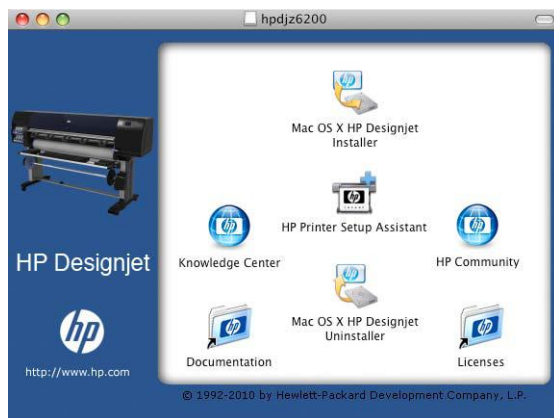 hpdjz6200
Mac OS X HP Designjet
Installer
HP Printer Setup Assistant
Knowledge Center
HP Community
HP Designjet
Mac OS X HP Designjet
Uninstaller
hp
Documentation
Licenses
http://www.hp.com
© 1992-2010 by Hewlett-Packard Development Company, L.P.